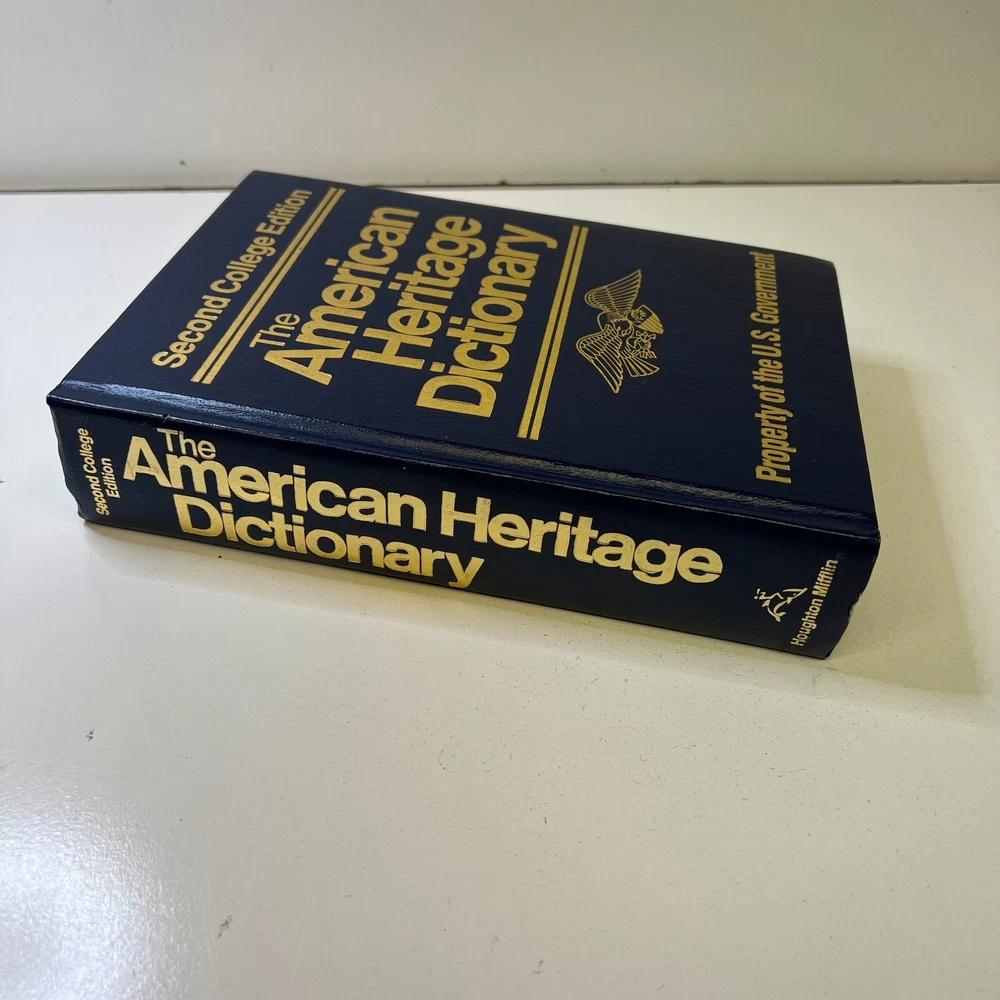 Second College Edition
The
American
Heritage
Dictionary
Property of the U.S. Government
Second College
Edition
The
American Heritage
Dictionary
Houghton Mifflin